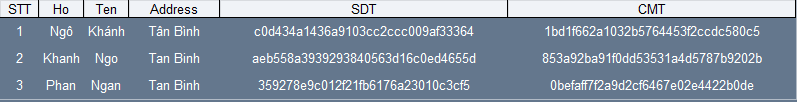 STT Ho Ten Address SDT CMT
1 Ngô Khánh Tân Bình c0d434a1436a9103cc2ccc009af33364 1bd1f662a1032b5764453f2ccdc580c5
2 Khanh Ngo Tan Binh aeb558a3939293840563d16c0ed4655d 853a92ba91f0dd53531a4d5787b9202b
3 Phan Ngan Tan Binh 359278e9c012f21fb6176a23010c3cf5 0befaff7f2a9d2cf6467e02e4422b0de